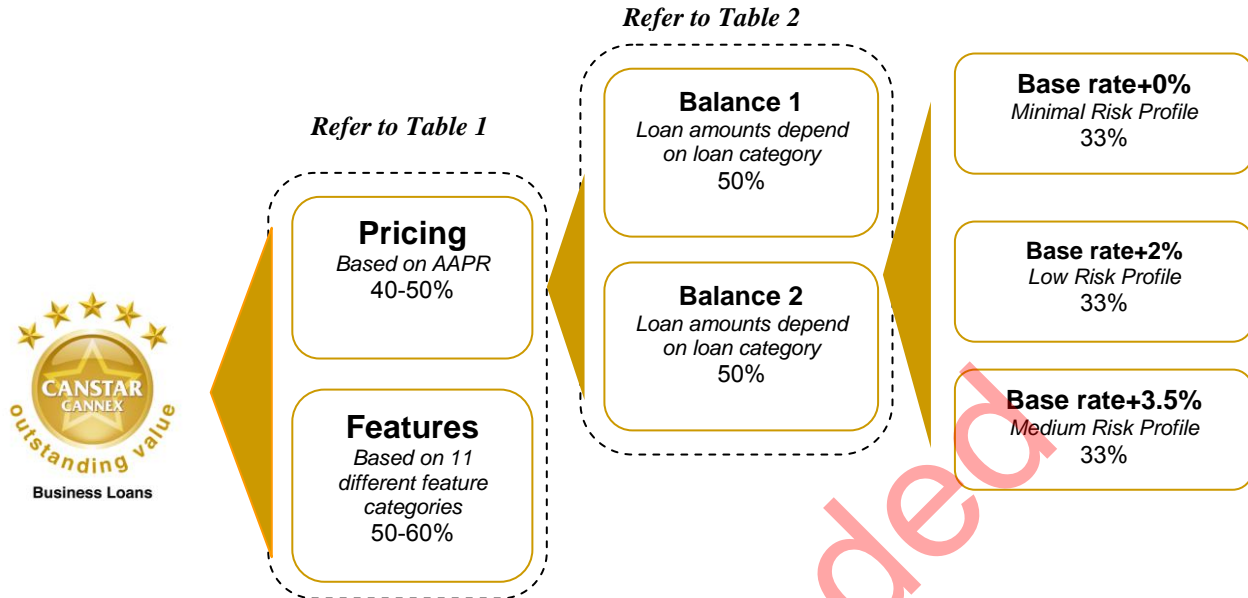 Refer to Table 2
Refer to Table 1
CANSTAR
CANNEX
outstanding value
Business Loans
Pricing
Based on AAPR
40-50%
Features
Based on 11
different feature
categories
50-60%
Balance 1
Loan amounts depend
on loan category
50%
Balance 2
Loan amounts depend
on loan category
50%
Base rate+0%
Minimal Risk Profile
33%
Base rate+2%
Low Risk Profile
33%
Base rate+3.5%
Medium Risk Profile
33%
ded